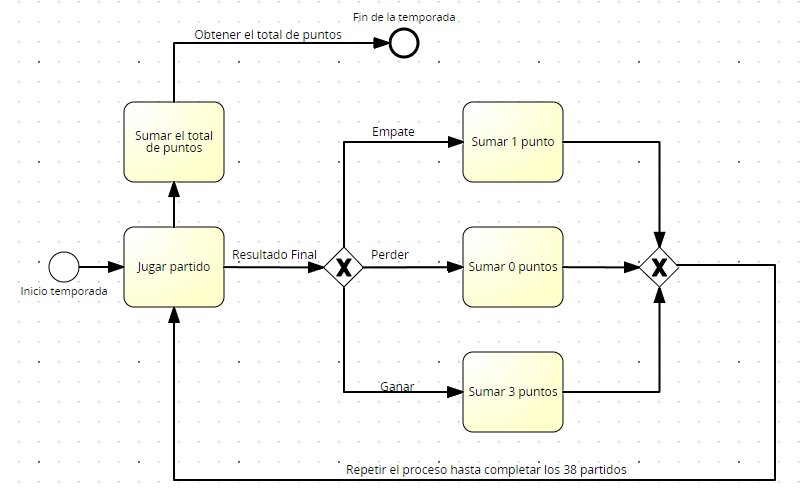 Fin de la temporada
Obtener el total de puntos
Sumar el total
de puntos
Empate
Sumar 1 punto
Inicio temporada
Jugar partido
Resultado Final
Perder
Sumar 0 puntos
Ganar
Sumar 3 puntos
Repetir el proceso hasta completar los 38 partidos